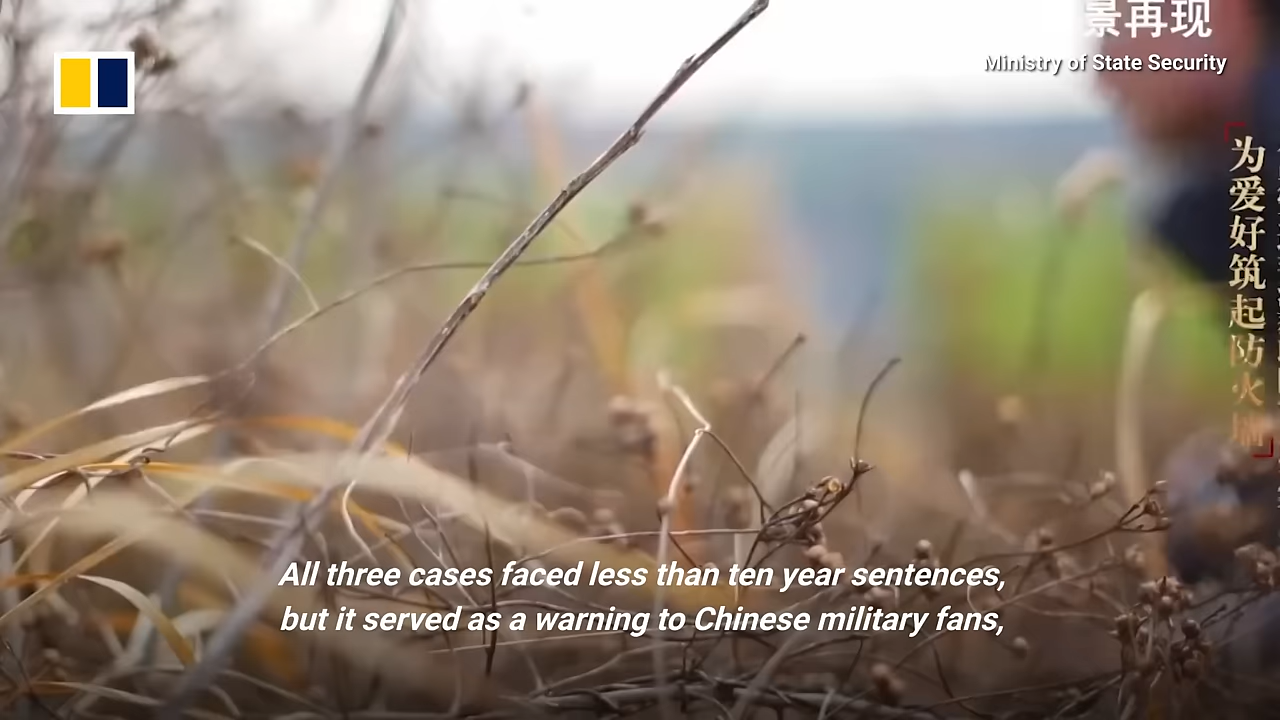 景再现
Ministry of State Security
为爱好筑起防火墙
All three cases faced less than ten year sentences,
but it served as a warning to Chinese military fans,